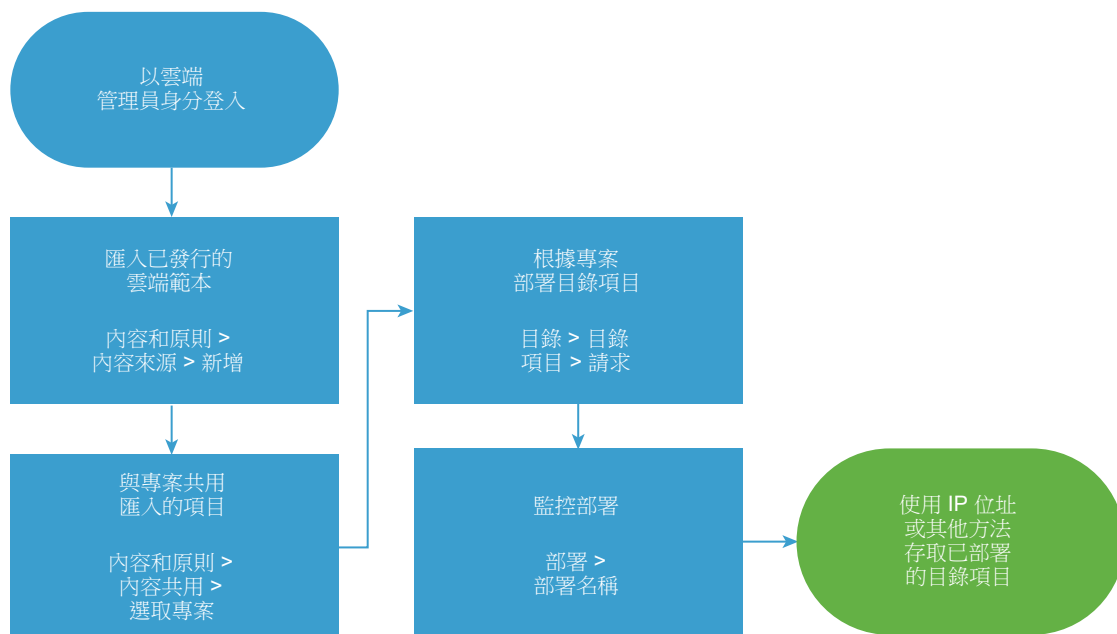 以雲端
管理員身分登入
匯入已發行的
雲端範本
內容和原則 >
內容來源 > 新增
與專案共用
匯入的項目
內容和原則 >
內容共用 >
選取專案
根據專案
部署目錄項目
目錄 > 目錄
項目 > 請求
監控部署
部署 >
部署名稱
使用 IP 位址
或其他方法
存取已部署
的目錄項目